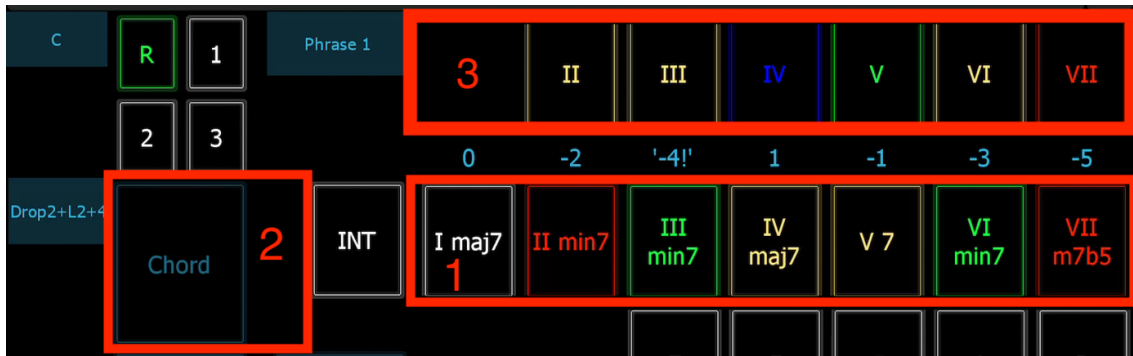 C
R
1
Phrase 1
3
II
III
IV
V
VI
VII
2
3
0
-2
'-4!'
1
-1
-3
-5
Drop2+L2+4
Chord
2
INT
I maj7
1
II min7
III
min7
IV
maj7
V 7
VI
min7
VII
m7b5